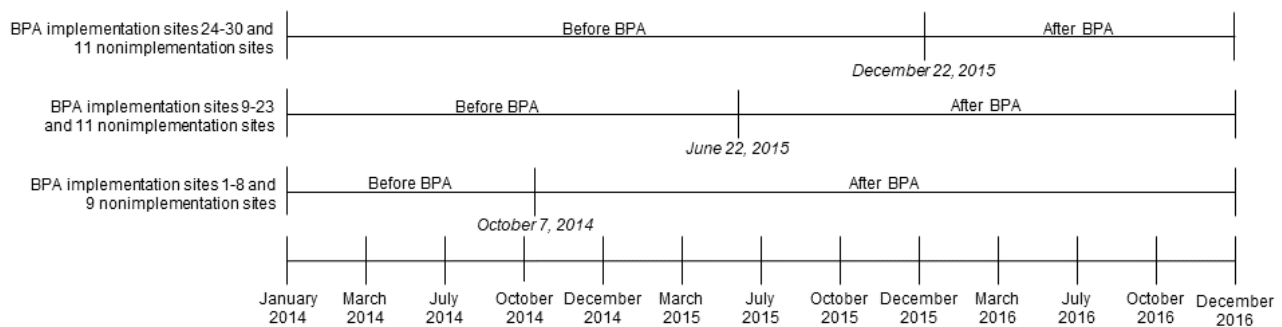 BPA implementation sites 24-30 and
11 nonimplementation sites
Before BPA
After BPA
December 22, 2015
BPA implementation sites 9-23
and 11 nonimplementation sites
Before BPA
After BPA
June 22, 2015
BPA implementation sites 1-8 and
9 nonimplementation sites
Before BPA
After BPA
October 7, 2014
January
2014
March
2014
July
2014
October
2014
December
2014
March
2015
July
2015
October
2015
December
2015
March
2016
July
2016
October
2016
December
2016